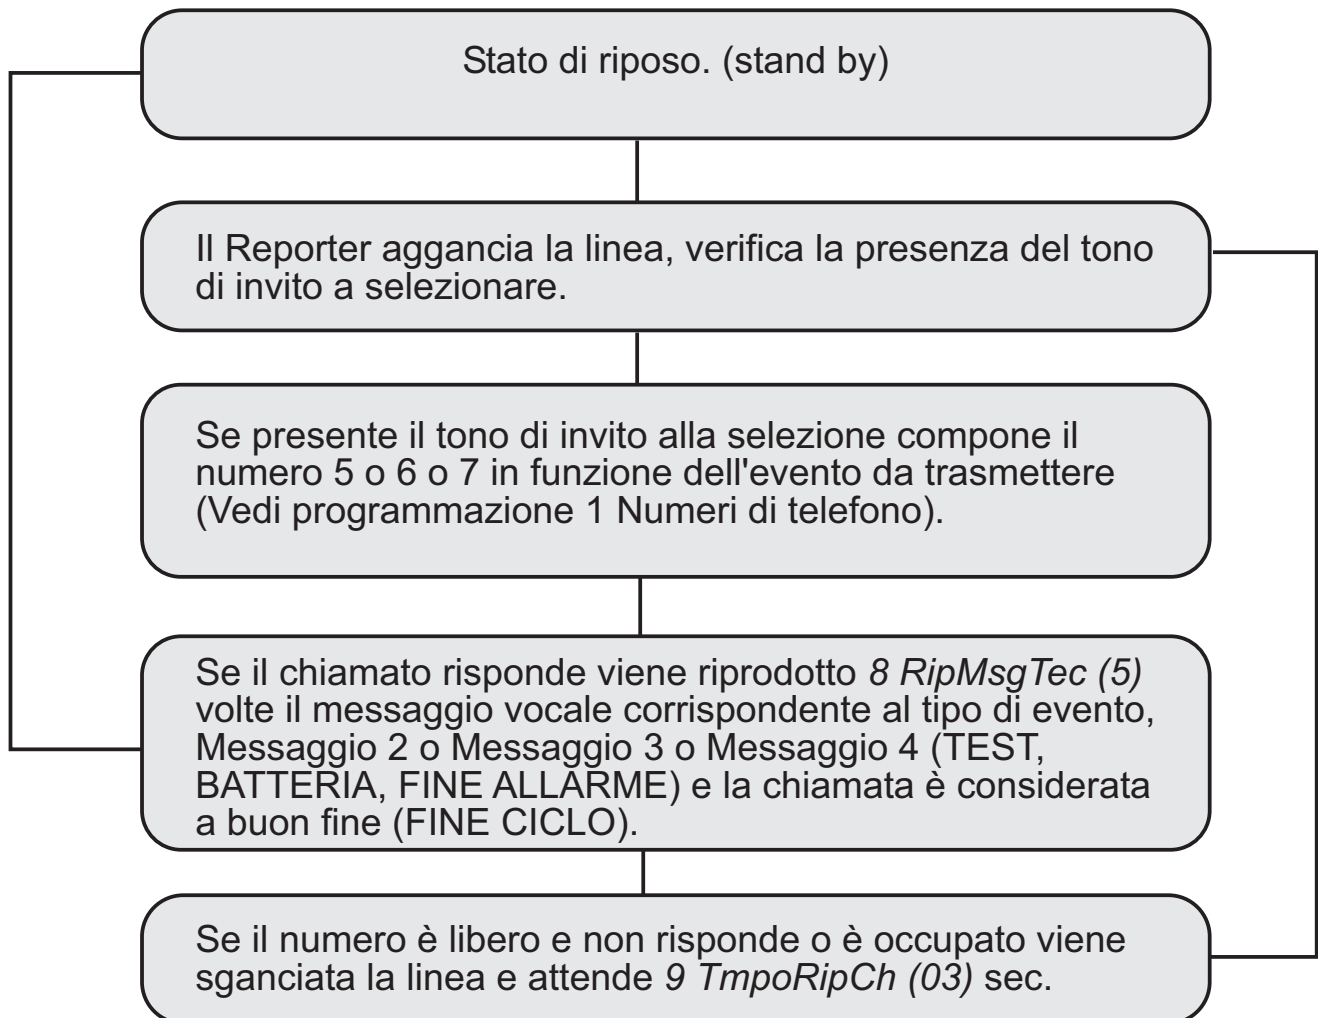 Stato di riposo. (stand by)
Il Reporter aggancia la linea, verifica la presenza del tono
di invito a selezionare.
Se presente il tono di invito alla selezione compone il
numero 5 o 6 o 7 in funzione dell'evento da trasmettere
(Vedi programmazione 1 Numeri di telefono).
Se il chiamato risponde viene riprodotto 8 RipMsgTec (5)
volte il messaggio vocale corrispondente al tipo di evento,
Messaggio 2 o Messaggio 3 o Messaggio 4 (TEST,
BATTERIA, FINE ALLARME) e la chiamata è considerata
a buon fine (FINE CICLO).
Se il numero è libero e non risponde o è occupato viene
sganciata la linea e attende 9 TmpoRipCh (03) sec.